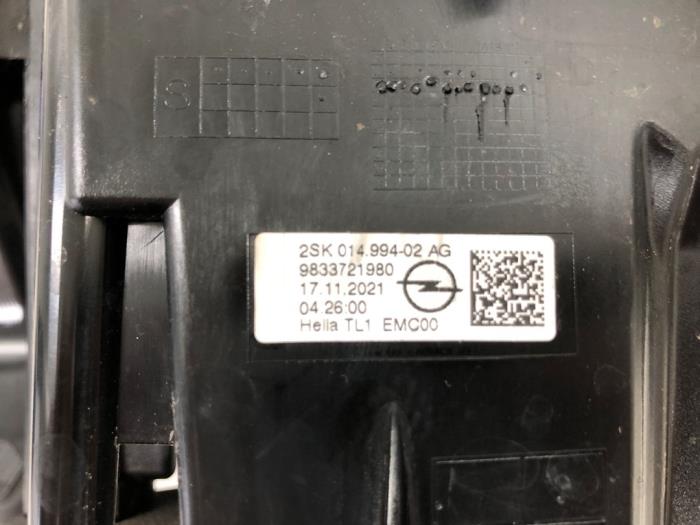 S
2SK 014.994-02 AG
9833721980
17.11.2021
04:26:00
Hella TL1 EMC00